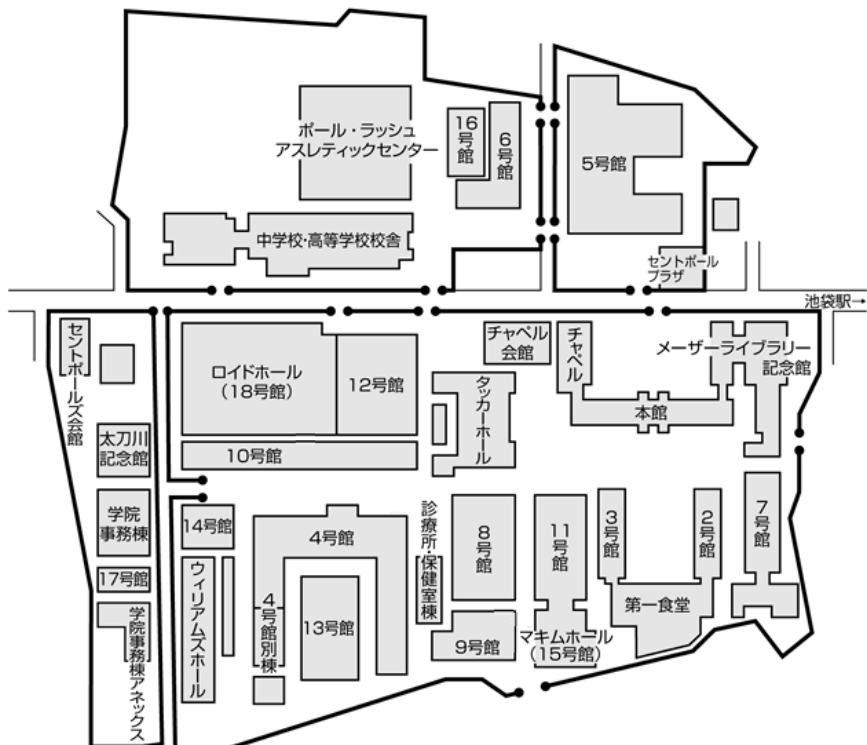 ポール・ラッシュ
アスレティックセンター
16号館
6号館
5号館
中学校・高等学校校舎
セントポール
プラザ
池袋駅→
セントポールズ会館
ロイドホール
(18号館)
12号館
チャペル
会館
チャペル
メーザーライブラリー
記念館
タッカーホール
本館
太刀川
記念館
10号館
学院
事務棟
14号館
4号館
診療所・保健室棟
8号館
11号館
3号館
2号館
7号館
17号館
ウィリアムズホール
4号館別棟
13号館
第一食堂
学院事務棟アネックス
9号館
マキムホール
(15号館)